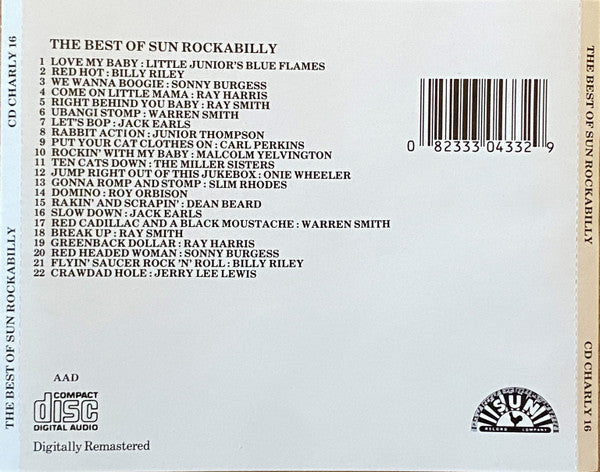 THE BEST OF SUN ROCKABILLY
1 LOVE MY BABY : LITTLE JUNIOR'S BLUE FLAMES
2 RED HOT : BILLY RILEY
3 WE WANNA BOOGIE : SONNY BURGESS
4 COME ON LITTLE MAMA : RAY HARRIS
5 RIGHT BEHIND YOU BABY : RAY SMITH
6 UBANGI STOMP : WARREN SMITH
7 LET'S BOP : JACK EARLS
8 RABBIT ACTION : JUNIOR THOMPSON
9 PUT YOUR CAT CLOTHES ON : CARL PERKINS
10 ROCKIN' WITH MY BABY : MALCOLM YELVINGTON
11 TEN CATS DOWN : THE MILLER SISTERS
12 JUMP RIGHT OUT OF THIS JUKEBOX : ONIE WHEELER
13 GONNA ROMP AND STOMP : SLIM RHODES
14 DOMINO : ROY ORBISON
15 RAKIN' AND SCRAPIN' : DEAN BEARD
16 SLOW DOWN : JACK EARLS
17 RED CADILLAC AND A BLACK MOUSTACHE : WARREN SMITH
18 BREAK UP : RAY SMITH
19 GREENBACK DOLLAR : RAY HARRIS
20 RED HEADED WOMAN : SONNY BURGESS
21 FLYIN' SAUCER ROCK 'N' ROLL : BILLY RILEY
22 CRAWDAD HOLE : JERRY LEE LEWIS
0 82333 04332 9
AAD
COMPACT
disc
DIGITAL AUDIO
Digitally Remastered
SUN
RECORD COMPANY
THE BEST OF SUN ROCKABILLY
CD CHARLY 16
THE BEST OF SUN ROCKABILLY
CD CHARLY 16